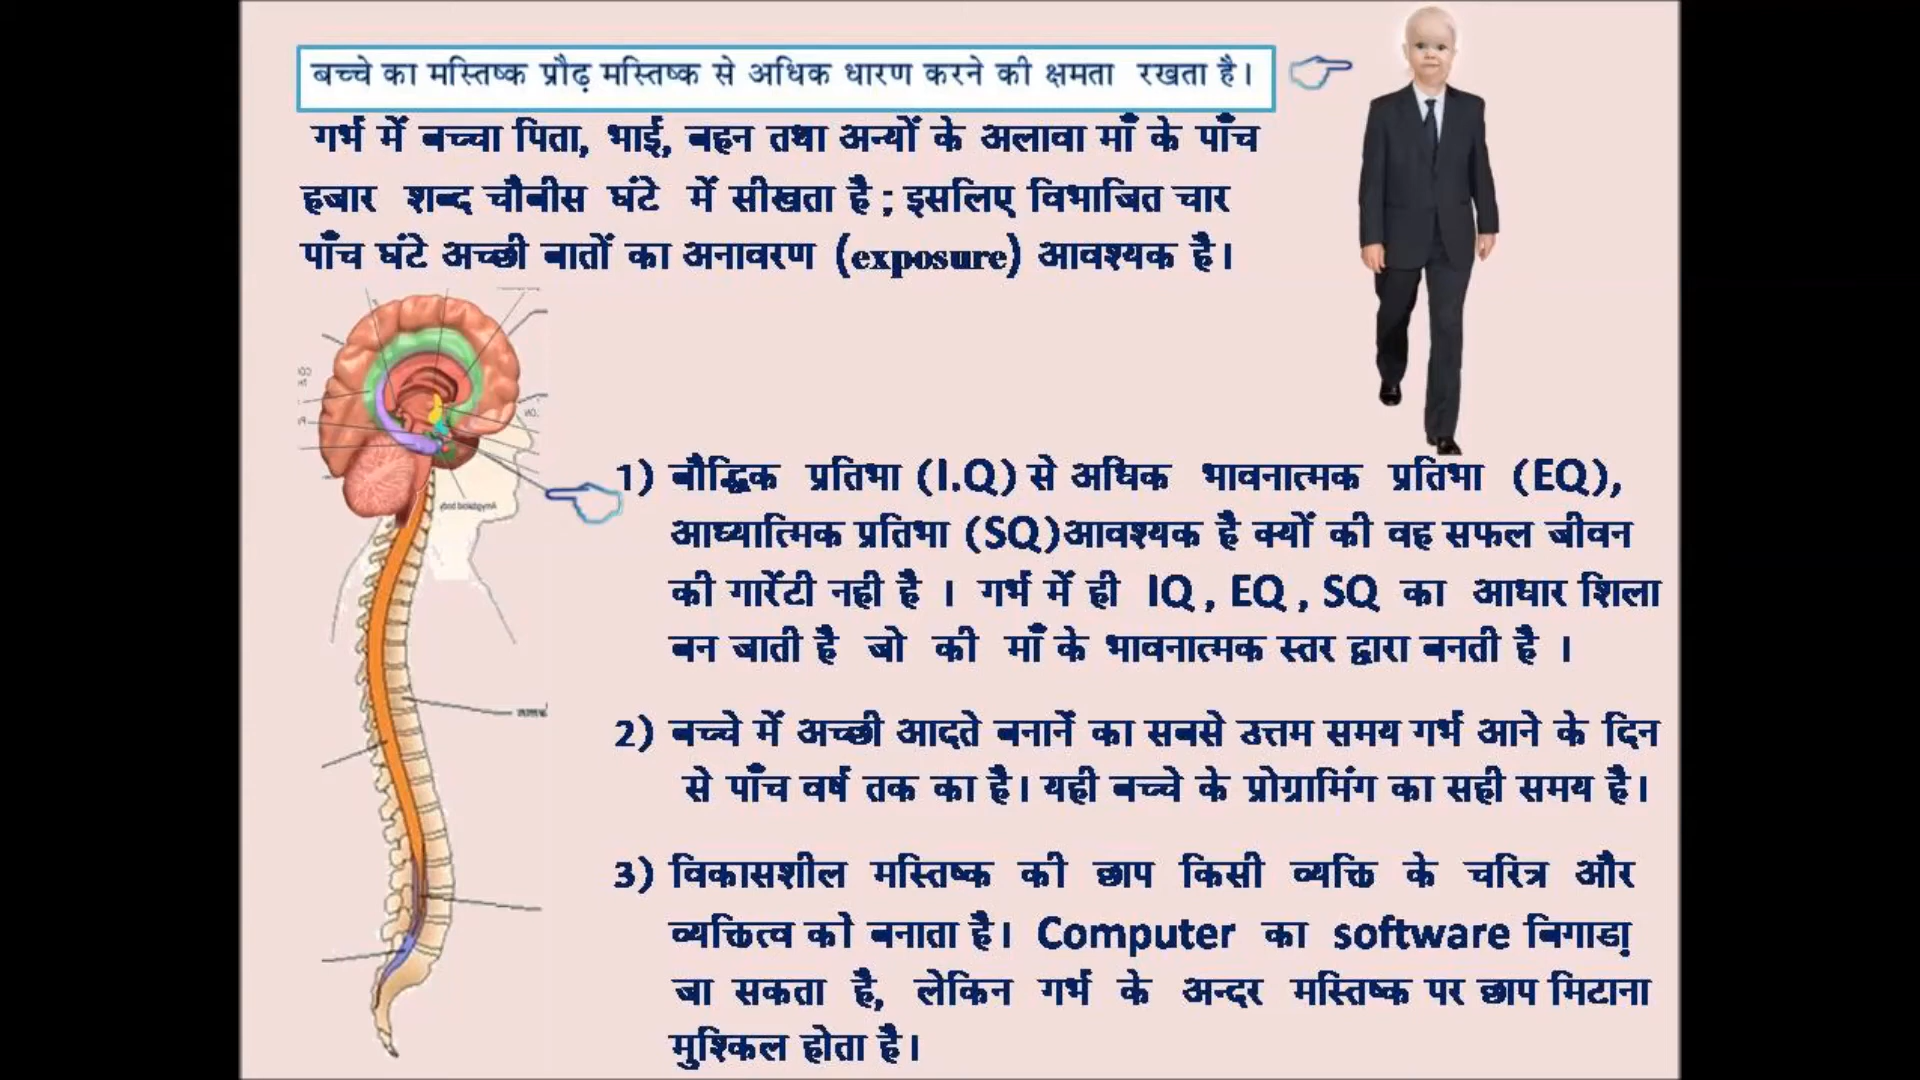 बच्चे का मस्तिष्क प्रौढ़ मस्तिष्क से अधिक धारण करने की क्षमता रखता है।
गर्भ में बच्चा पिता, भाई, बहन तथा अन्यों के अलावा माँ के पाँच
हजार शब्द चौबीस घंटे में सीखता है ; इसलिए विभाजित चार
पाँच घंटे अच्छी बातों का अनावरण (exposure) आवश्यक है।
1) बौद्धिक प्रतिभा (I.Q) से अधिक भावनात्मक प्रतिभा (EQ),
आध्यात्मिक प्रतिभा (SQ)आवश्यक है क्यों की वह सफल जीवन
की गारेंटी नही है । गर्भ में ही IQ , EQ , SQ का आधार शिला
बन जाती है जो की माँ के भावनात्मक स्तर द्वारा बनती है ।
Amygdaloid body
2) बच्चे में अच्छी आदते बनानें का सबसे उत्तम समय गर्भ आने के दिन
से पाँच वर्ष तक का है। यही बच्चे के प्रोग्रामिंग का सही समय है।
3) विकासशील मस्तिष्क की छाप किसी व्यक्ति के चरित्र और
व्यक्तित्व को बनाता है। Computer का software बिगाडा़
जा सकता है, लेकिन गर्भ के अन्दर मस्तिष्क पर छाप मिटाना
मुश्किल होता है।